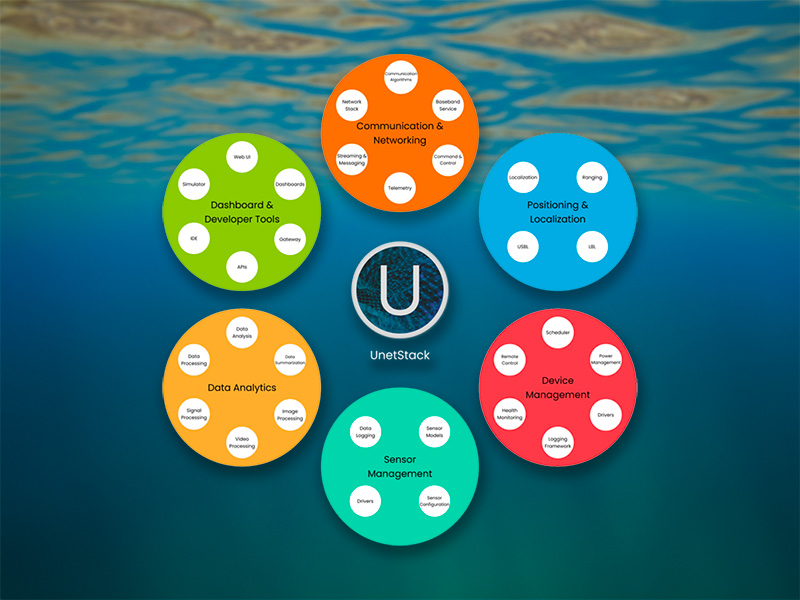 Communication
Algorithms
Network
Stack
Baseband
Service
Communication &
Networking
Streaming &
Messaging
Command &
Control
Telemetry
Web UI
Simulator
Dashboards
Dashboard &
Developer Tools
IDE
Gateway
APIs
Localization
Ranging
Positioning &
Localization
USBL
LBL
U
UnetStack
Data
Analysis
Data
Processing
Data
Summarization
Data Analytics
Signal
Processing
Image
Processing
Video
Processing
Scheduler
Remote
Control
Power
Management
Device
Management
Health
Monitoring
Drivers
Logging
Framework
Data
Logging
Sensor
Models
Sensor
Management
Drivers
Sensor
Configuration